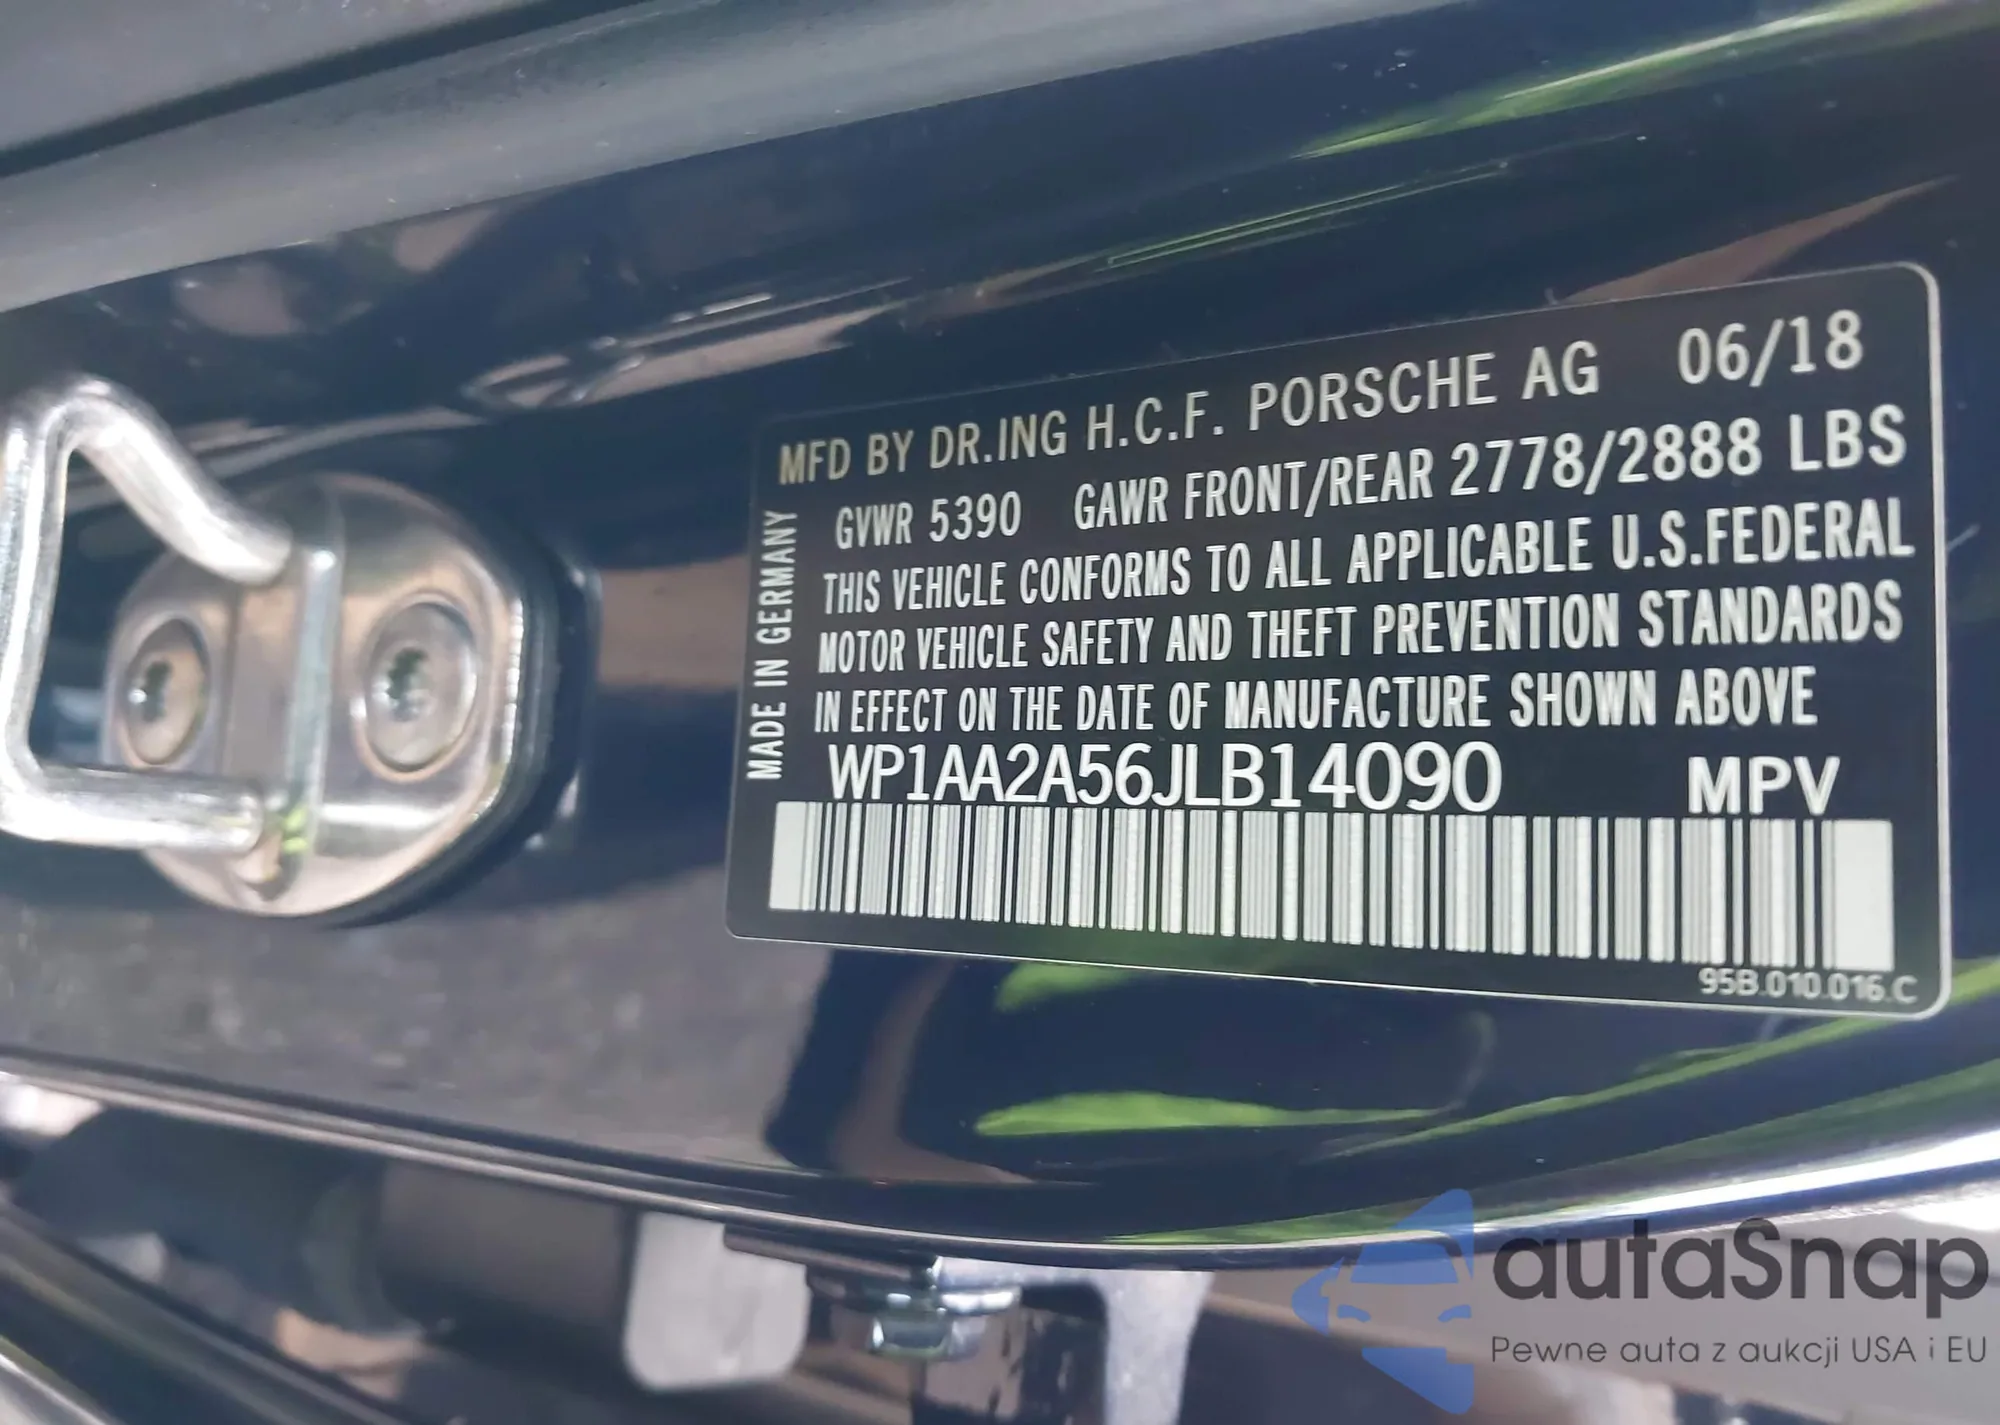 MFD BY DR.ING H.C.F. PORSCHE AG 06/18
GVWR 5390 GAWR FRONT/REAR 2778/2888 LBS
THIS VEHICLE CONFORMS TO ALL APPLICABLE U.S.FEDERAL
MOTOR VEHICLE SAFETY AND THEFT PREVENTION STANDARDS
IN EFFECT ON THE DATE OF MANUFACTURE SHOWN ABOVE
WP1AA2A56JLB14090 MPV
MADE IN GERMANY
95B.010.016.C
autaSnap
Pewne auta z aukcji USA i EU